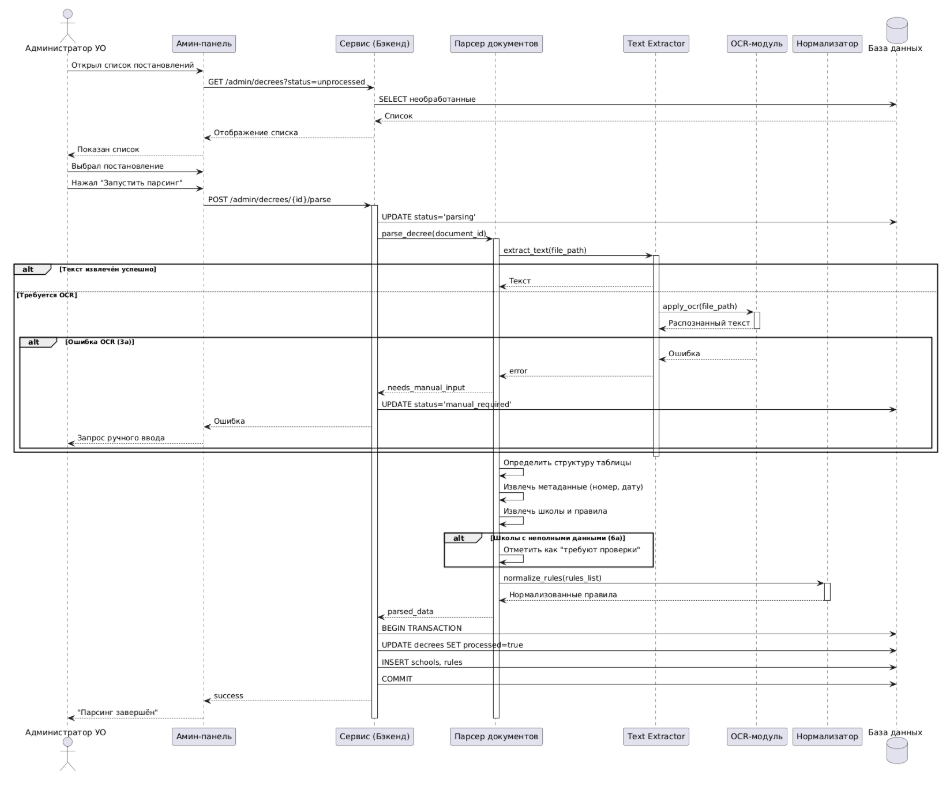 Администратор УО
Амин-панель
Сервис (Бэкенд)
Парсер документов
Text Extractor
OCR-модуль
Нормализатор
База данных
Открыл список постановлений
GET /admin/decrees?status=unprocessed
SELECT необработанные
Список
Отображение списка
Показан список
Выбрал постановление
Нажал "Запустить парсинг"
POST /admin/decrees/{id}/parse
UPDATE status='parsing'
parse_decree(document_id)
extract_text(file_path)
alt [Текст извлечён успешно]
Текст
[Требуется OCR]
apply_ocr(file_path)
Распознанный текст
alt [Ошибка OCR (3а)]
Ошибка
error
needs_manual_input
UPDATE status='manual_required'
Ошибка
Запрос ручного ввода
Определить структуру таблицы
Извлечь метаданные (номер, дату)
Извлечь школы и правила
alt [Школы с неполными данными (6а)]
Отметить как "требуют проверки"
normalize_rules(rules_list)
Нормализованные правила
parsed_data
BEGIN TRANSACTION
UPDATE decrees SET processed=true
INSERT schools, rules
COMMIT
success
"Парсинг завершён"
Администратор УО
Амин-панель
Сервис (Бэкенд)
Парсер документов
Text Extractor
OCR-модуль
Нормализатор
База данных